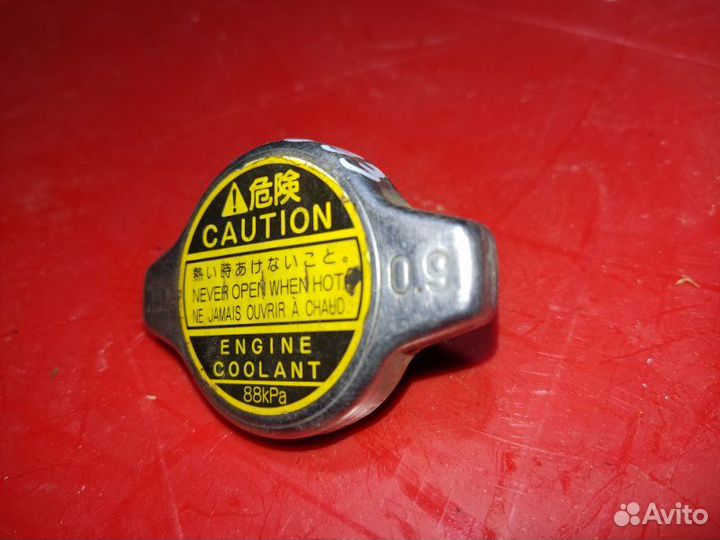 ⚠危険
CAUTION
熱い時あけないこと。
NEVER OPEN WHEN HOT.
NE JAMAIS OUVRIR À CHAUD.
ENGINE
COOLANT
88kPa
0.9
Avito